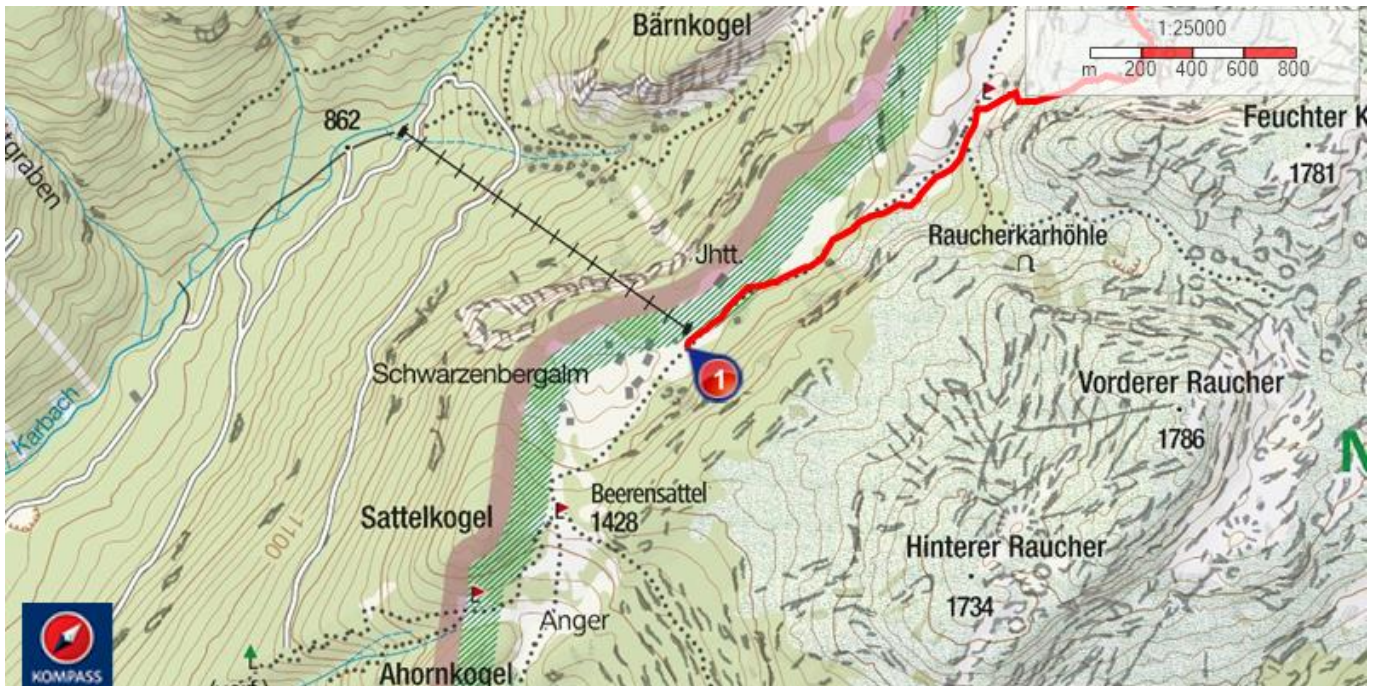 Bärnkogel
1:25000
m 200 400 600 800
862
Feuchter K
1781
Raucherkarhöhle
Jhtt.
Schwarzenbergalm
1
Vorderer Raucher
1786
Karbach
N
Beerensattel
1428
Sattelkogel
1100
Hinterer Raucher
1734
Anger
Ahornkogel
KOMPASS